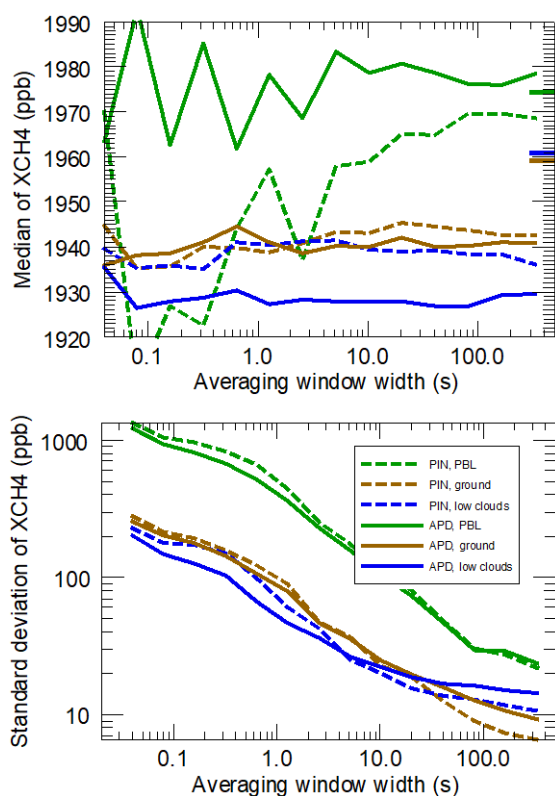 1990
1980
1970
1960
1950
1940
1930
1920
Median of XCH4 (ppb)
0.1 1.0 10.0 100.0
Averaging window width (s)
1000
100
10
Standard deviation of XCH4 (ppb)
PIN, PBL
PIN, ground
PIN, low clouds
APD, PBL
APD, ground
APD, low clouds
0.1 1.0 10.0 100.0
Averaging window width (s)